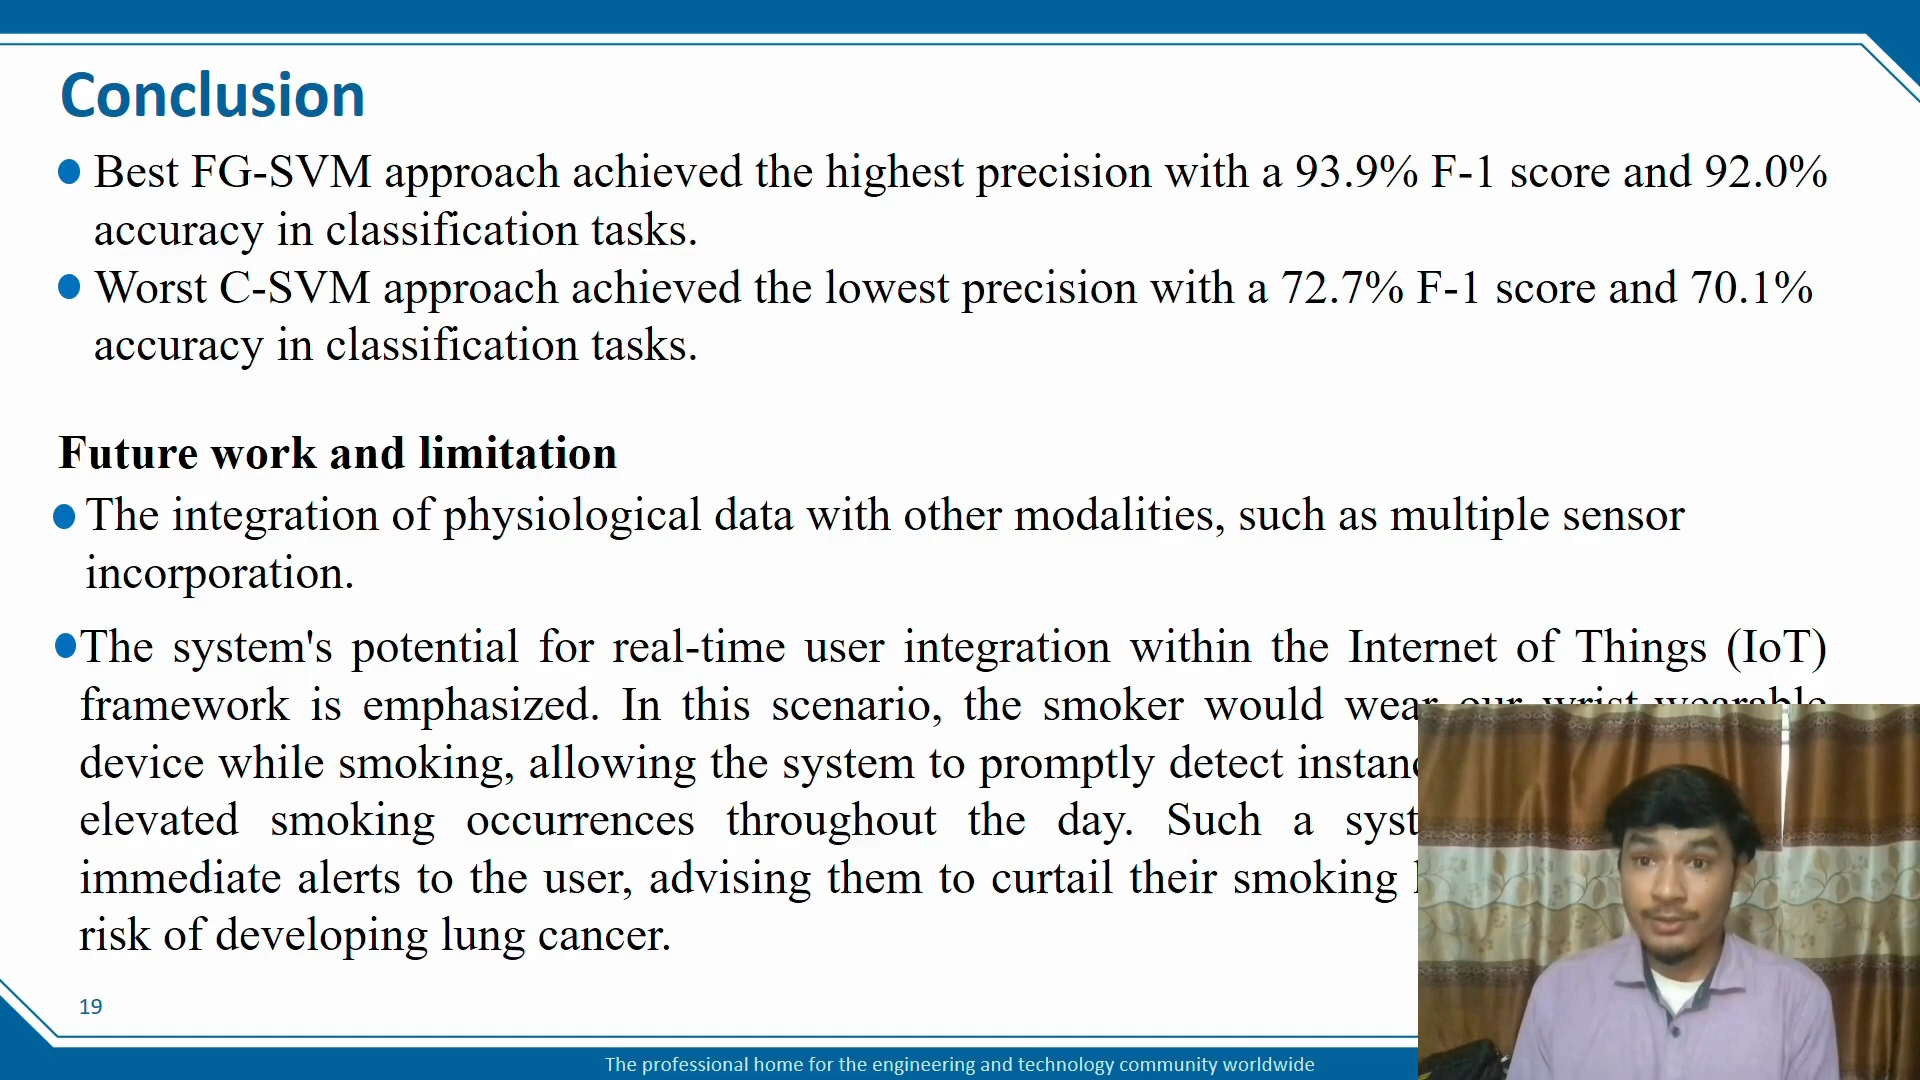 Conclusion
Best FG-SVM approach achieved the highest precision with a 93.9% F-1 score and 92.0%
accuracy in classification tasks.
Worst C-SVM approach achieved the lowest precision with a 72.7% F-1 score and 70.1%
accuracy in classification tasks.
Future work and limitation
The integration of physiological data with other modalities, such as multiple sensor
incorporation.
The system's potential for real-time user integration within the Internet of Things (IoT)
framework is emphasized. In this scenario, the smoker would wear our wrist wearable
device while smoking, allowing the system to promptly detect
elevated smoking occurrences throughout the day. Such a
immediate alerts to the user, advising them to curtail their smoking
risk of developing lung cancer.
19
The professional home for the engineering and technology community worldwide